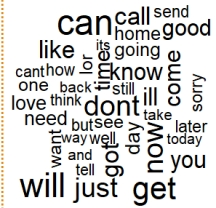 can call send
home good
like its going
cant how lor time know come
one back still ill sorry
love think dont
need but see take later
want way well day now today
and got you
tell
will just get